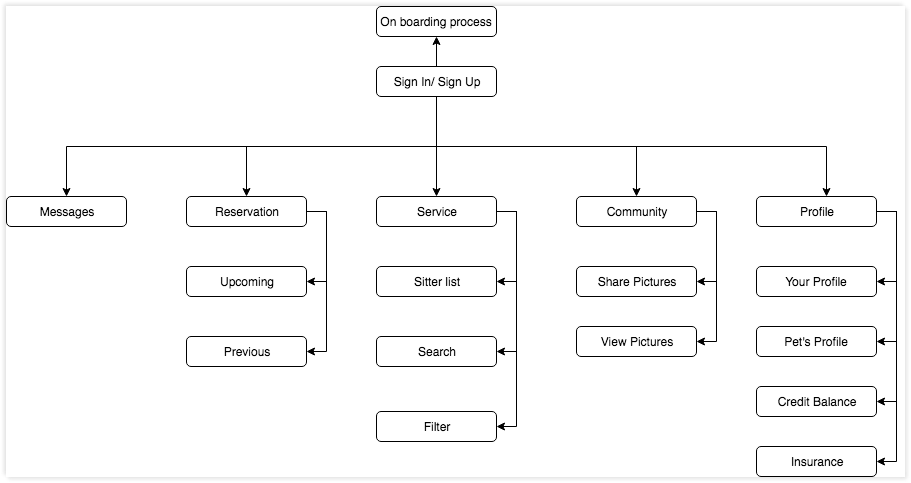 On boarding process
Sign In/ Sign Up
Messages
Reservation
Service
Community
Profile
Upcoming
Sitter list
Share Pictures
Your Profile
Previous
Search
View Pictures
Pet's Profile
Filter
Credit Balance
Insurance